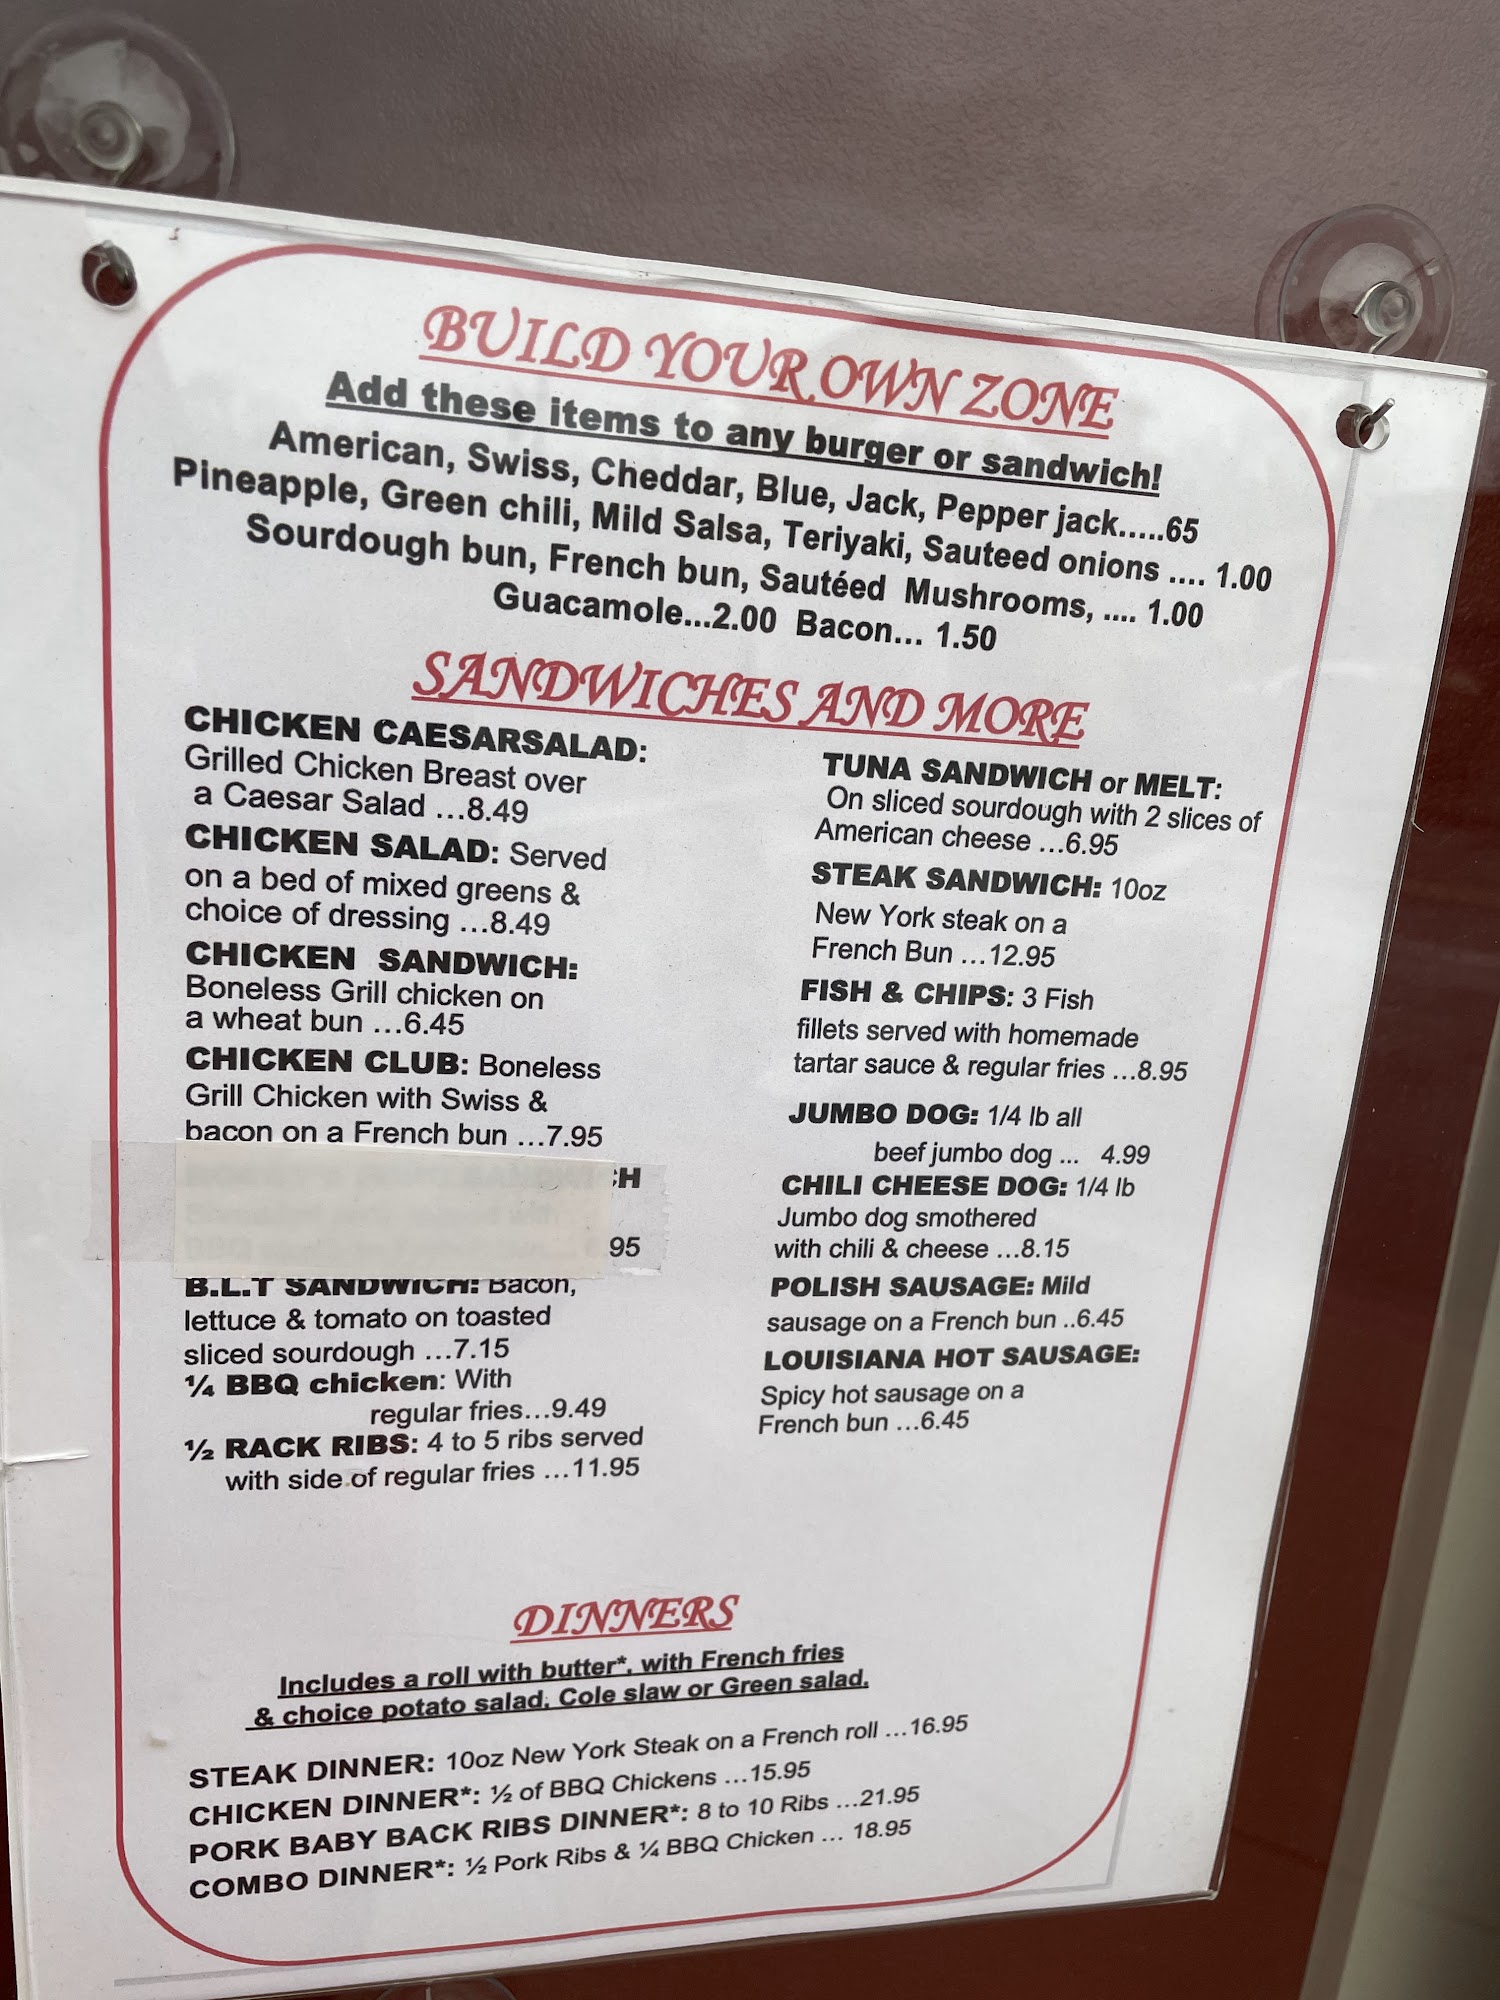 BUILD YOUR OWN ZONE
Add these items to any burger or sandwich!
American, Swiss, Cheddar, Blue, Jack, Pepper jack.....65
Pineapple, Green chili, Mild Salsa, Teriyaki, Sauteed onions .... 1.00
Sourdough bun, French bun, Sautéed Mushrooms, .... 1.00
Guacamole...2.00 Bacon... 1.50
SANDWICHES AND MORE
CHICKEN CAESARSALAD:
Grilled Chicken Breast over
a Caesar Salad ...8.49
CHICKEN SALAD: Served
on a bed of mixed greens &
choice of dressing ...8.49
CHICKEN SANDWICH:
Boneless Grill chicken on
a wheat bun ...6.45
CHICKEN CLUB: Boneless
Grill Chicken with Swiss &
bacon on a French bun ...7.95
.95
B.L.T SANDWICH: Bacon,
lettuce & tomato on toasted
sliced sourdough ...7.15
¼ BBQ chicken: With
regular fries...9.49
½ RACK RIBS: 4 to 5 ribs served
with side of regular fries ...11.95
TUNA SANDWICH or MELT:
On sliced sourdough with 2 slices of
American cheese ...6.95
STEAK SANDWICH: 10oz
New York steak on a
French Bun ...12.95
FISH & CHIPS: 3 Fish
fillets served with homemade
tartar sauce & regular fries ...8.95
JUMBO DOG: 1/4 lb all
beef jumbo dog ... 4.99
CHILI CHEESE DOG: 1/4 lb
Jumbo dog smothered
with chili & cheese ...8.15
POLISH SAUSAGE: Mild
sausage on a French bun ..6.45
LOUISIANA HOT SAUSAGE:
Spicy hot sausage on a
French bun ...6.45
DINNERS
Includes a roll with butter*, with French fries
& choice potato salad, Cole slaw or Green salad.
STEAK DINNER: 10oz New York Steak on a French roll ...16.95
CHICKEN DINNER*: ½ of BBQ Chickens ...15.95
PORK BABY BACK RIBS DINNER*: 8 to 10 Ribs ...21.95
COMBO DINNER*: ½ Pork Ribs & ¼ BBQ Chicken ... 18.95